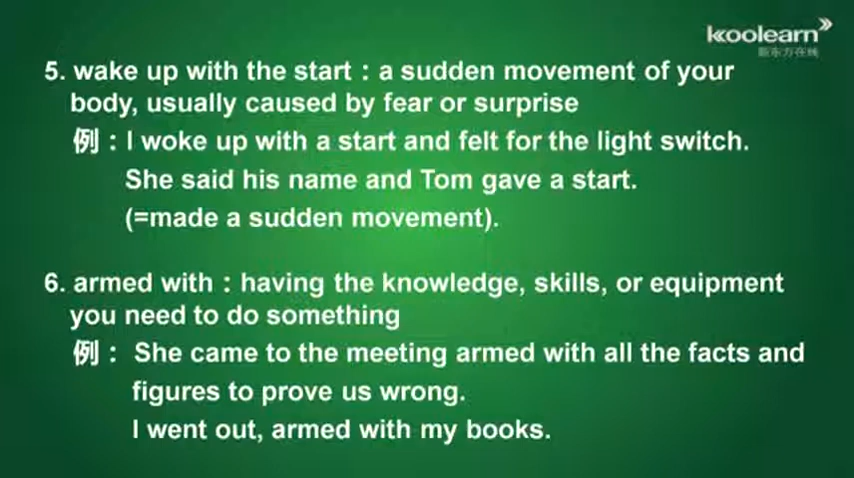 koolearn
新东方在线
5. wake up with the start：a sudden movement of your
body, usually caused by fear or surprise
例：I woke up with a start and felt for the light switch.
She said his name and Tom gave a start.
(=made a sudden movement).
6. armed with：having the knowledge, skills, or equipment
you need to do something
例： She came to the meeting armed with all the facts and
figures to prove us wrong.
I went out, armed with my books.